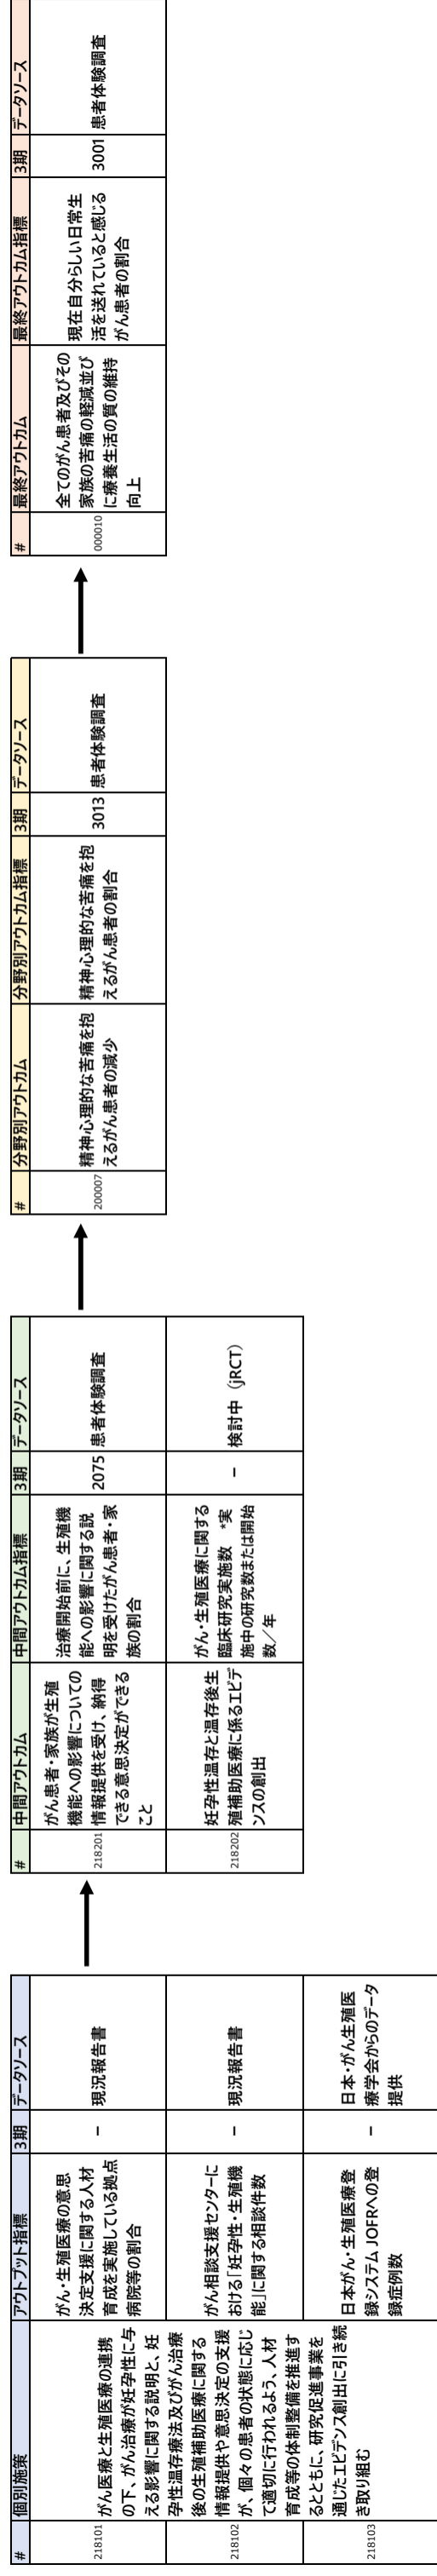 # 個別施策 アウトプット指標 3期 データソース
218101
218102
218103
がん医療と生殖医療の連携
の下、がん治療が妊孕性に与
える影響に関する説明と、妊
孕性温存療法及びがん治療
後の生殖補助医療に関する
情報提供や意思決定の支援
が、個々の患者の状態に応じ
て適切に行われるよう、人材
育成等の体制整備を推進す
るとともに、研究促進事業を
通じたエビデンス創出に引き続
き取り組む
がん・生殖医療の意思
決定支援に関する人材
育成を実施している拠点
病院等の割合
－
現況報告書
がん相談支援センターに
おける「妊孕性・生殖機
能」に関する相談件数
－
現況報告書
日本がん・生殖医療登
録システム JOFRへの登
録症例数
－
日本・がん生殖医
療学会からのデータ
提供
# 中間アウトカム 中間アウトカム指標 3期 データソース
218201
がん患者・家族が生殖
機能への影響についての
情報提供を受け、納得
できる意思決定ができる
こと
治療開始前に、生殖機
能への影響に関する説
明を受けたがん患者・家
族の割合
2075
患者体験調査
218202
妊孕性温存と温存後生
殖補助医療に係るエビデ
ンスの創出
がん・生殖医療に関する
臨床研究実施数　*実
施中の研究数または開始
数／年
－
検討中（jRCT）
# 分野別アウトカム 分野別アウトカム指標 3期 データソース
200007
精神心理的な苦痛を抱
えるがん患者の減少
精神心理的な苦痛を抱
えるがん患者の割合
3013
患者体験調査
# 最終アウトカム 最終アウトカム指標 3期 データソース
000010
全てのがん患者及びその
家族の苦痛の軽減並び
に療養生活の質の維持
向上
現在自分らしい日常生
活を送れていると感じる
がん患者の割合
3001
患者体験調査